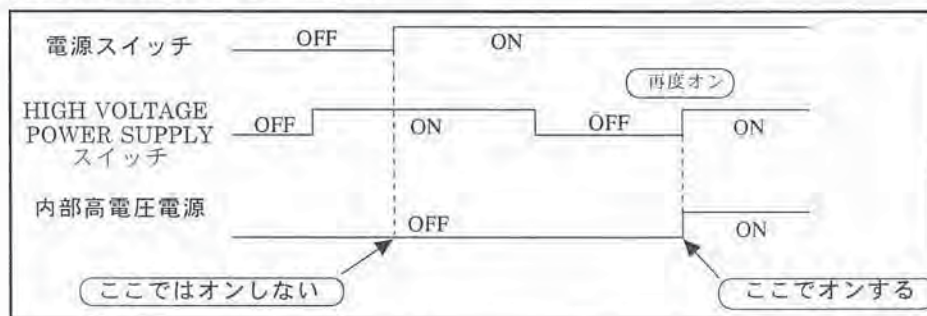 電源スイッチ OFF ON
再度オン
HIGH VOLTAGE
POWER SUPPLY
スイッチ
OFF ON OFF ON
内部高電圧電源 OFF ON
ここではオンしない ここでオンする